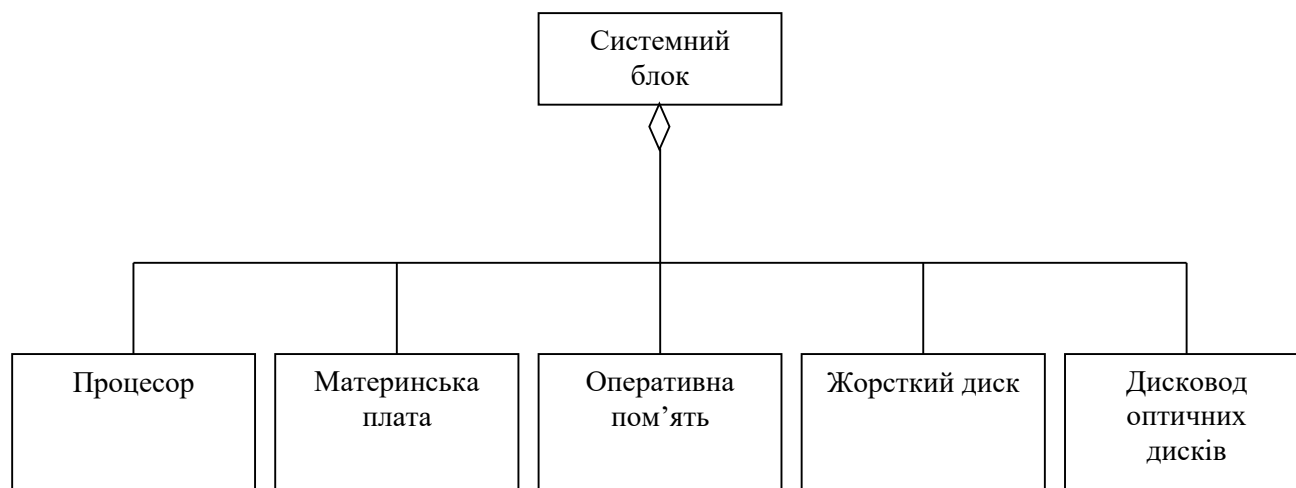 Системний
блок
Процесор
Материнська
плата
Оперативна
пом’ять
Жорсткий диск
Дисковод
оптичних
дисків